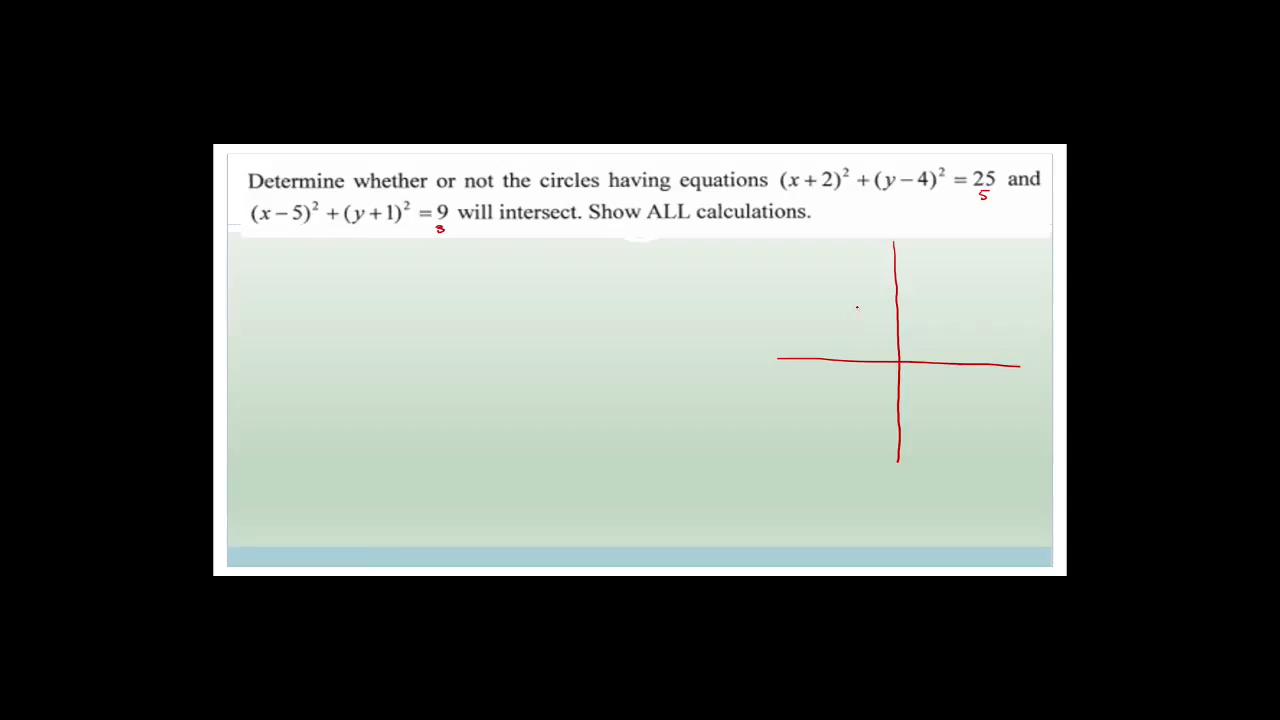 Determine whether or not the circles having equations (x + 2)² + (y − 4)² = 25 and
5
(x − 5)² + (y + 1)² = 9 will intersect. Show ALL calculations.
3